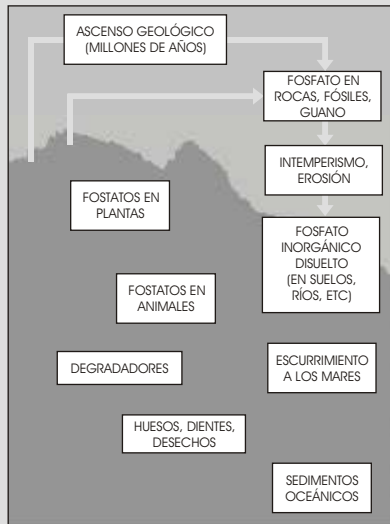 ASCENSO GEOLÓGICO
(MILLONES DE AÑOS)
FOSFATO EN
ROCAS, FÓSILES,
GUANO
INTEMPERISMO,
EROSIÓN
FOSTATOS EN
PLANTAS
FOSFATO
INORGÁNICO
DISUELTO
(EN SUELOS,
RÍOS, ETC)
FOSTATOS EN
ANIMALES
DEGRADADORES
ESCURRIMIENTO
A LOS MARES
HUESOS, DIENTES,
DESECHOS
SEDIMENTOS
OCEÁNICOS